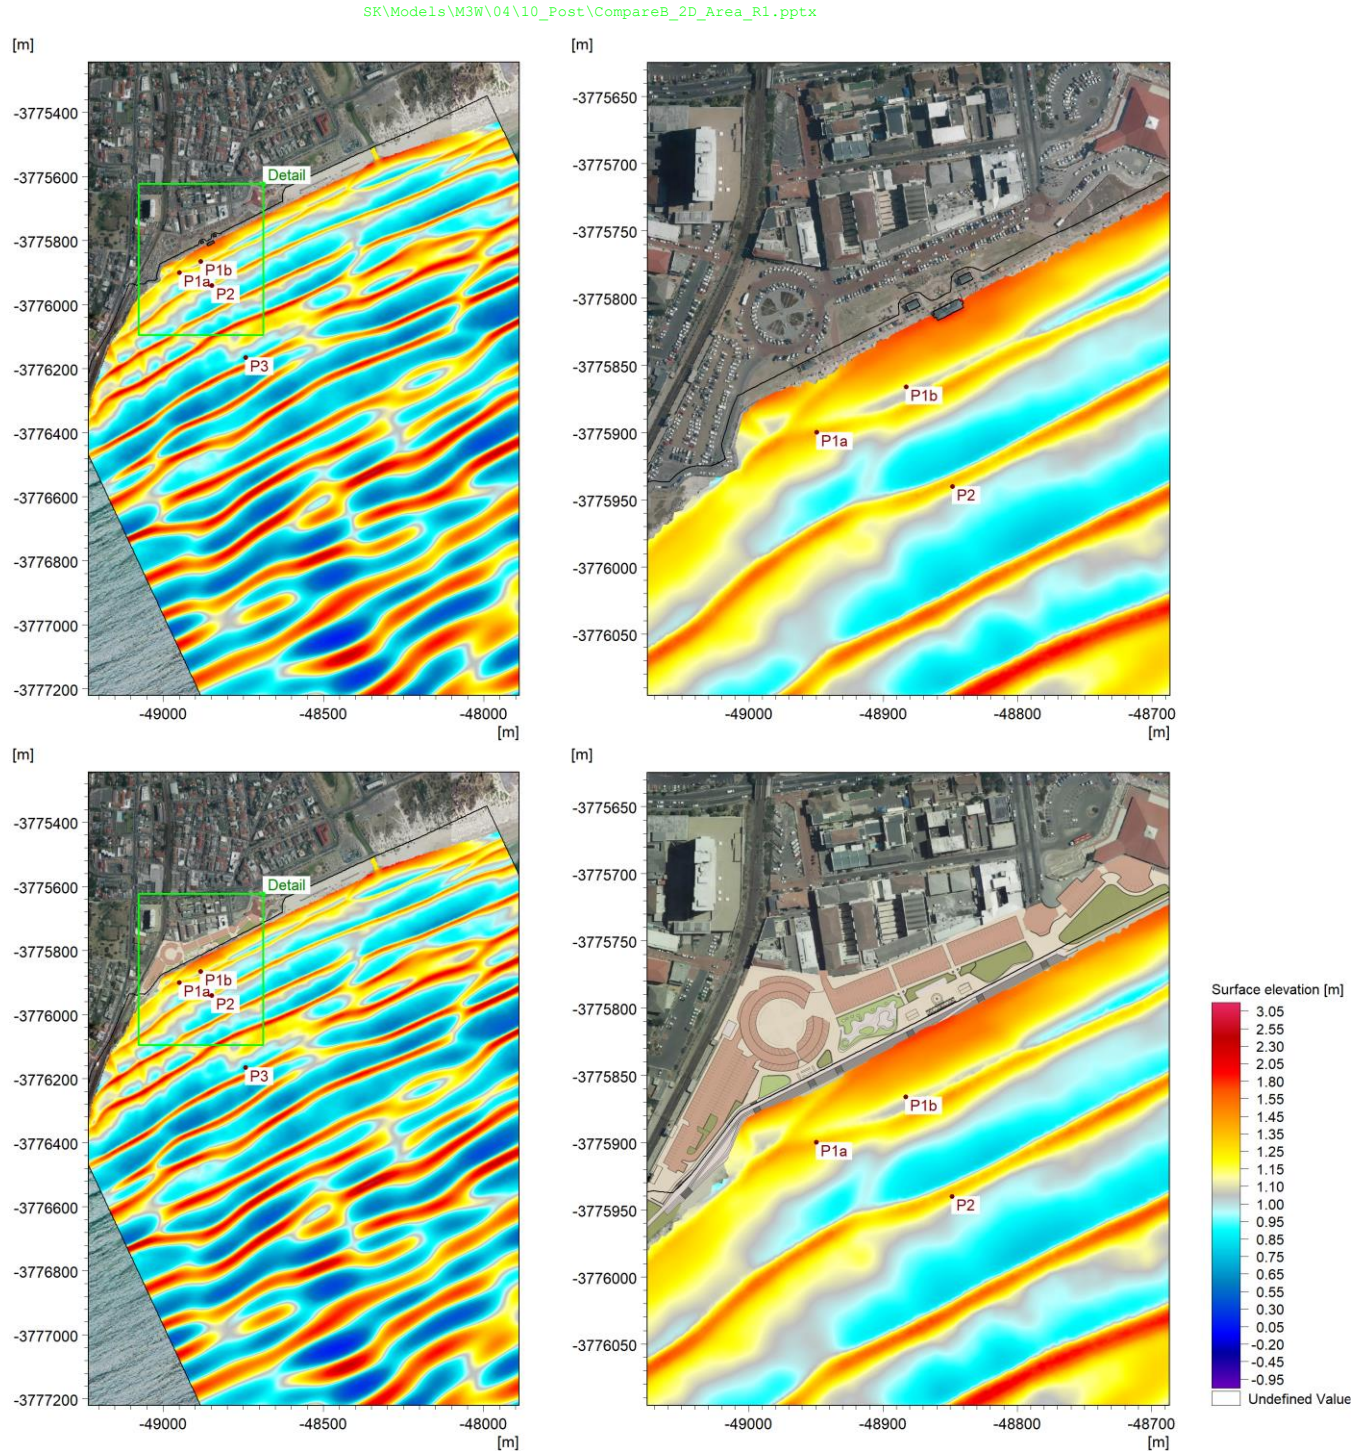 SK\Models\M3W\04\10_Post\CompareB_2D_Area_R1.pptx
[m]
-3775400
-3775600
-3775800
-3776000
-3776200
-3776400
-3776600
-3776800
-3777000
-3777200
Detail
P1b
P1a
P2
P3
-49000
-48500
-48000
[m]
[m]
-3775650
-3775700
-3775750
-3775800
-3775850
-3775900
-3775950
-3776000
-3776050
P1b
P1a
P2
-49000
-48900
-48800
-48700
[m]
[m]
-3775400
-3775600
-3775800
-3776000
-3776200
-3776400
-3776600
-3776800
-3777000
-3777200
Detail
P1b
P1a
P2
P3
-49000
-48500
-48000
[m]
[m]
-3775650
-3775700
-3775750
-3775800
-3775850
-3775900
-3775950
-3776000
-3776050
P1b
P1a
P2
-49000
-48900
-48800
-48700
[m]
Surface elevation [m]
3.05
2.55
2.30
2.05
1.80
1.55
1.45
1.35
1.25
1.15
1.10
1.00
0.95
0.85
0.75
0.65
0.55
0.30
0.05
-0.20
-0.45
-0.95
Undefined Value